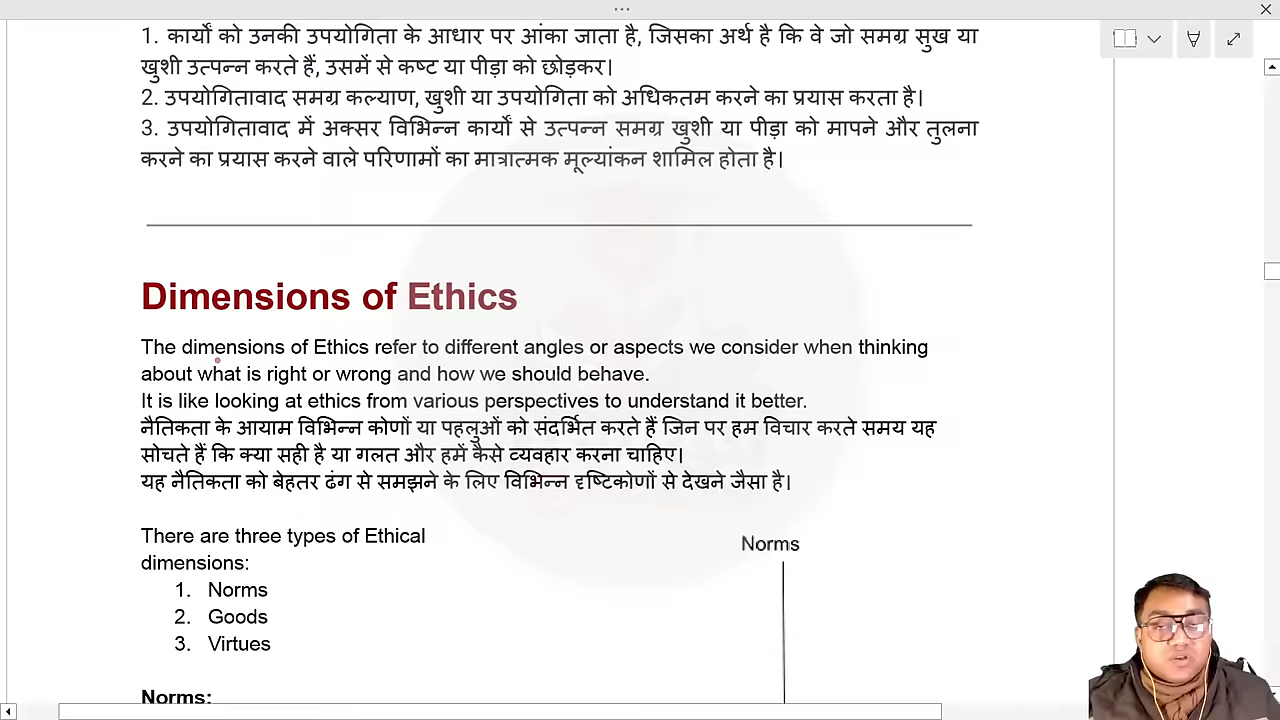 1. कार्यों को उनकी उपयोगिता के आधार पर आंका जाता है, जिसका अर्थ है कि वे जो समग्र सुख या
खुशी उत्पन्न करते हैं, उसमें से कष्ट या पीड़ा को छोड़कर।
2. उपयोगितावाद समग्र कल्याण, खुशी या उपयोगिता को अधिकतम करने का प्रयास करता है।
3. उपयोगितावाद में अक्सर विभिन्न कार्यों से उत्पन्न समग्र खुशी या पीड़ा को मापने और तुलना
करने का प्रयास करने वाले परिणामों का मात्रात्मक मूल्यांकन शामिल होता है।
Dimensions of Ethics
The dimensions of Ethics refer to different angles or aspects we consider when thinking
about what is right or wrong and how we should behave.
It is like looking at ethics from various perspectives to understand it better.
नैतिकता के आयाम विभिन्न कोणों या पहलुओं को संदर्भित करते हैं जिन पर हम विचार करते समय यह
सोचते हैं कि क्या सही है या गलत और हमें कैसे व्यवहार करना चाहिए।
यह नैतिकता को बेहतर ढंग से समझने के लिए विभिन्न दृष्टिकोणों से देखने जैसा है।
There are three types of Ethical
dimensions:
1. Norms
2. Goods
3. Virtues
Norms
Norms: